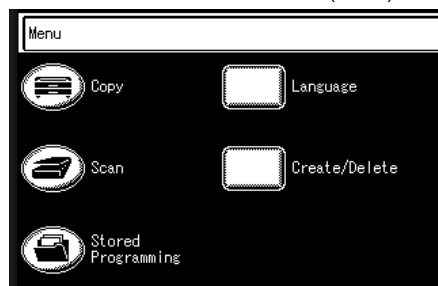 Menu
Copy
Language
Scan
Create/Delete
Stored
Programming